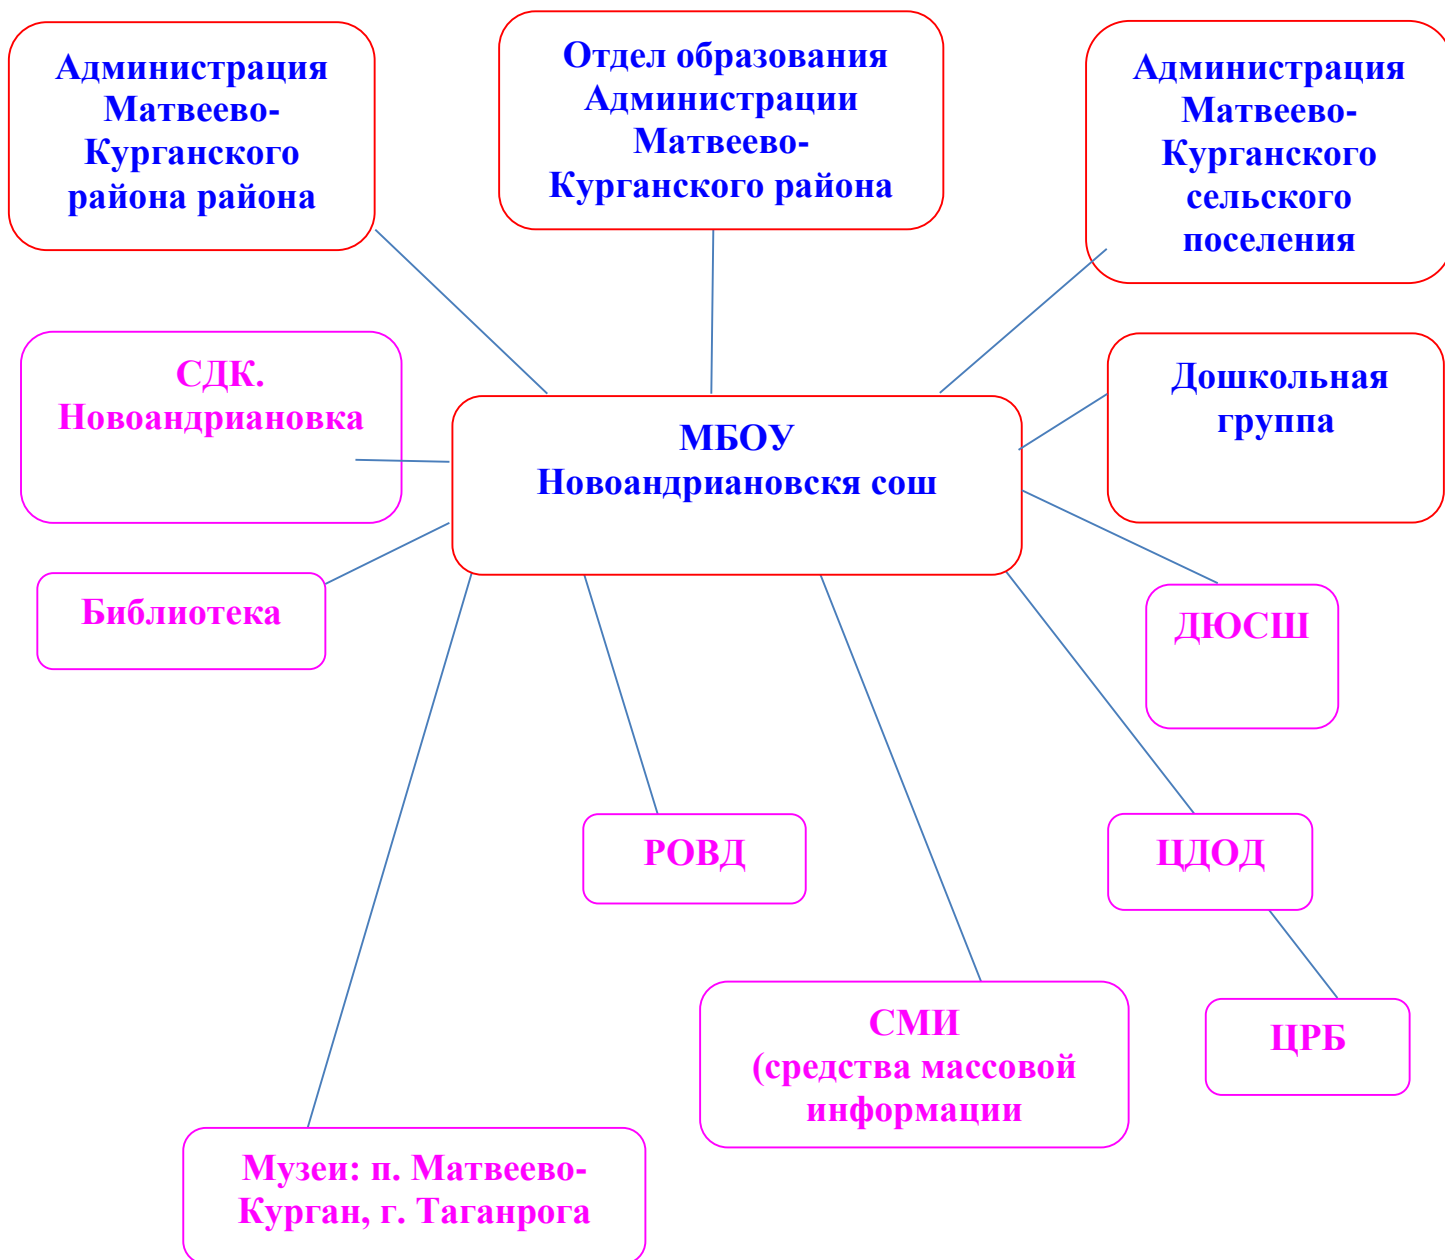 Администрация
Матвеево-
Курганского
района района
Отдел образования
Администрации
Матвеево-
Курганского района
Администрация
Матвеево-
Курганского
сельского
поселения
СДК.
Новоандриановка
МБОУ
Новоандриановскя сош
Дошкольная
группа
Библиотека
ДЮСШ
РОВД
ЦДОД
СМИ
(средства массовой
информации
ЦРБ
Музеи: п. Матвеево-
Курган, г. Таганрога